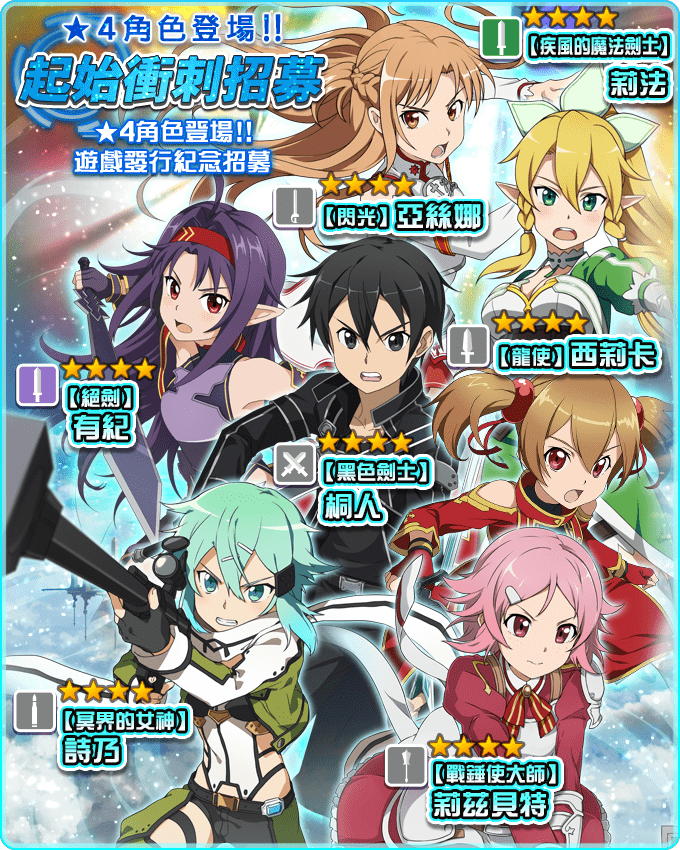 ★4角色登場!!
起始衝刺招募
★4角色登場!!
遊戲發行紀念招募
★★★★
【疾風的魔法劍士】
莉法
★★★★
【閃光】亞絲娜
★★★★
【龍使】西莉卡
★★★★
【絕劍】
有紀
★★★★
【黑色劍士】
桐人
★★★★
【冥界的女神】
詩乃
★★★★
【戰錘使大師】
莉茲貝特